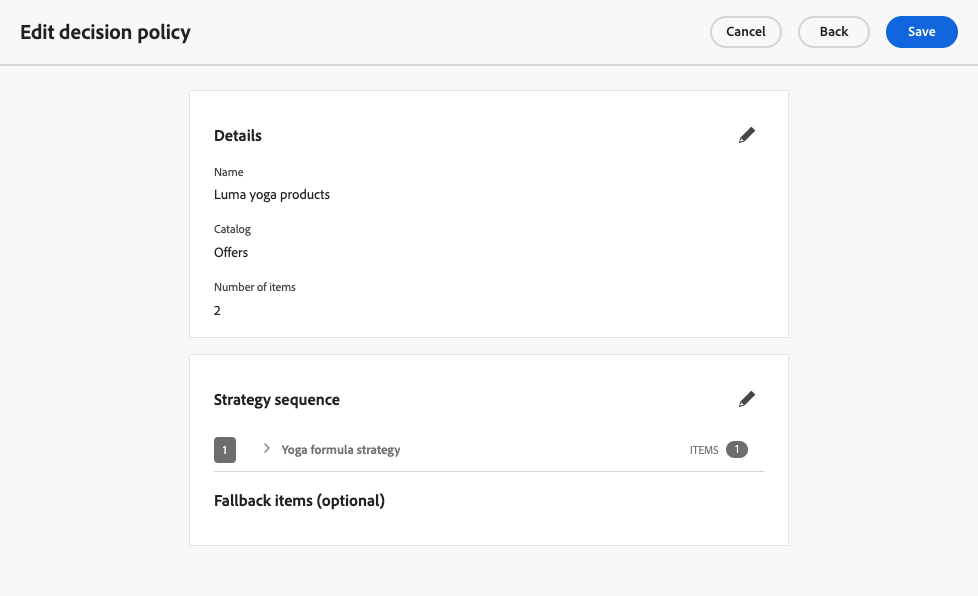 Edit decision policy
Cancel
Back
Save
Details
Name
Luma yoga products
Catalog
Offers
Number of items
2
Strategy sequence
1 Yoga formula strategy ITEMS 1
Fallback items (optional)